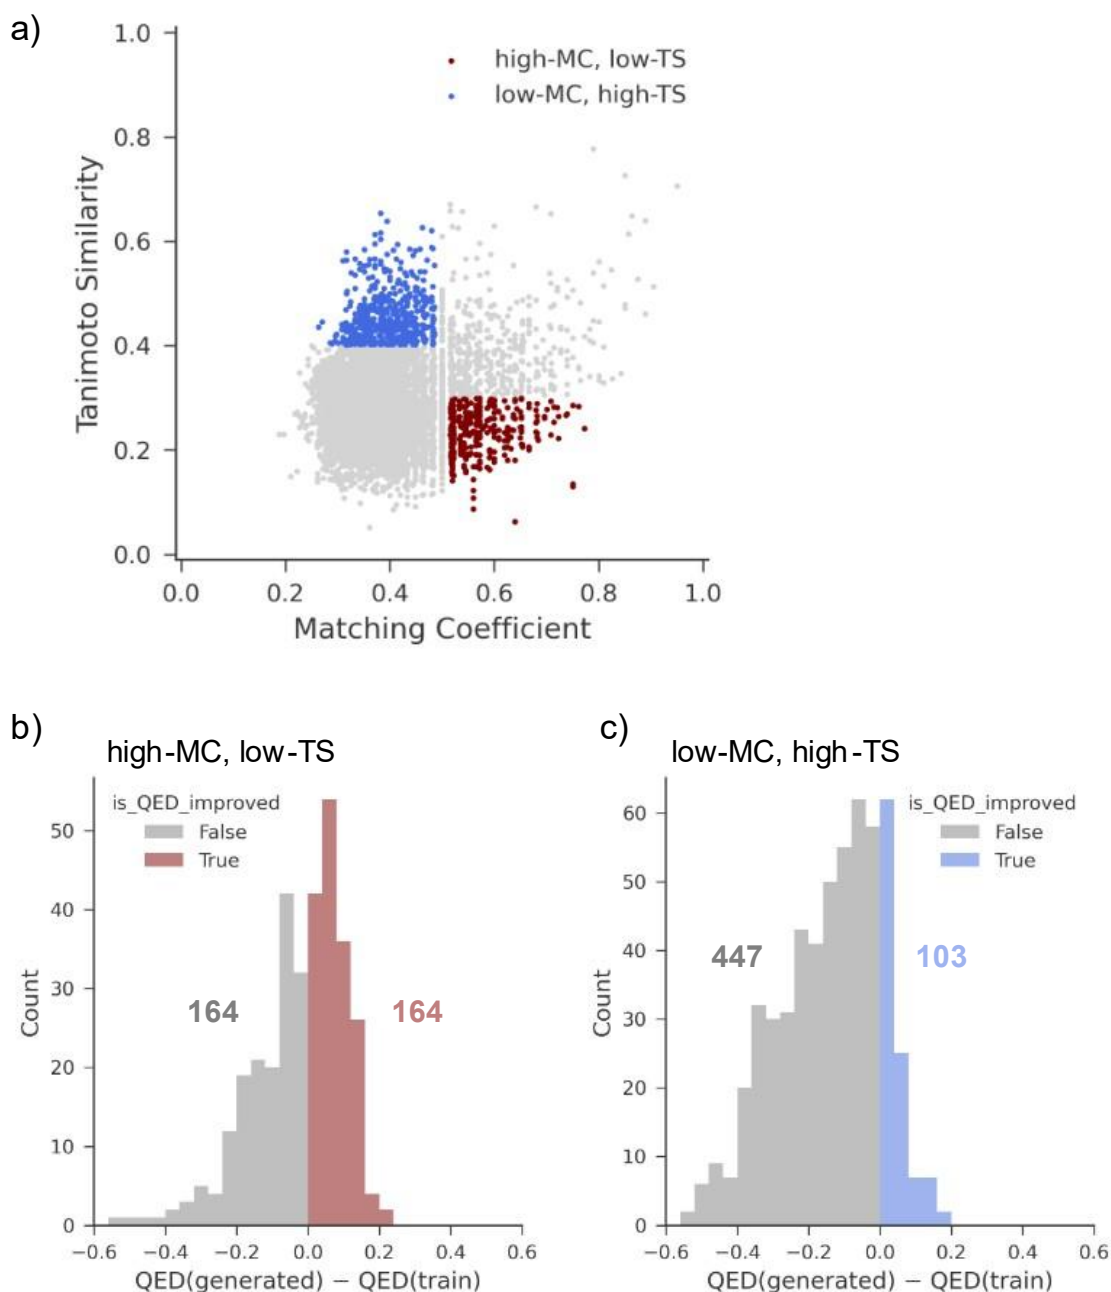 a)
1.0
0.8
0.6
0.4
0.2
0.0
Tanimoto Similarity
high-MC, low-TS
low-MC, high-TS
0.0 0.2 0.4 0.6 0.8 1.0
Matching Coefficient
b)
high-MC, low-TS
is_QED_improved
False
True
50
40
30
20
10
0
Count
164 164
−0.6 −0.4 −0.2 0.0 0.2 0.4 0.6
QED(generated) − QED(train)
c)
low-MC, high-TS
is_QED_improved
False
True
60
50
40
30
20
10
0
Count
447 103
−0.6 −0.4 −0.2 0.0 0.2 0.4 0.6
QED(generated) − QED(train)